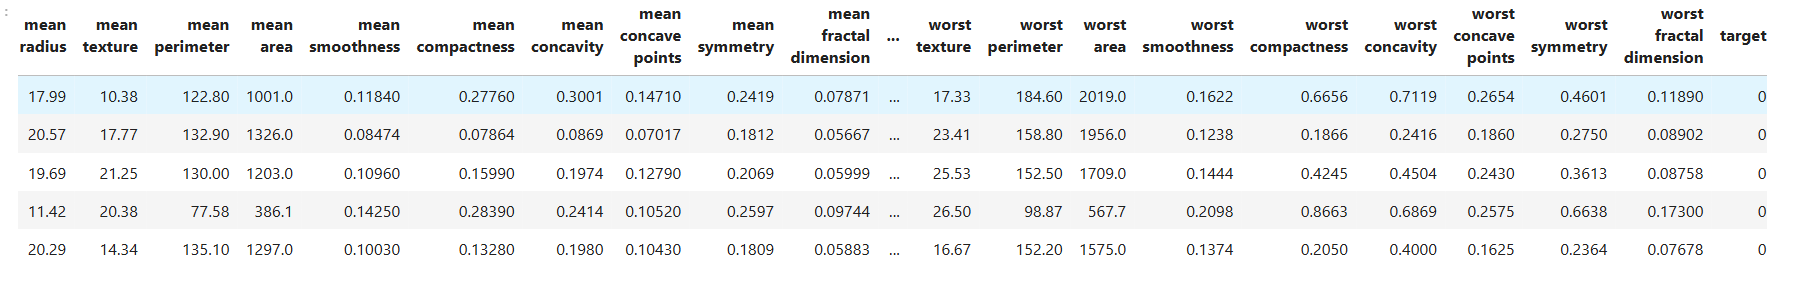 :
mean radius mean texture mean perimeter mean area mean smoothness mean compactness mean concavity mean concave points mean symmetry mean fractal dimension ... worst texture worst perimeter worst area worst smoothness worst compactness worst concavity worst concave points worst symmetry worst fractal dimension target
17.99 10.38 122.80 1001.0 0.11840 0.27760 0.3001 0.14710 0.2419 0.07871 ... 17.33 184.60 2019.0 0.1622 0.6656 0.7119 0.2654 0.4601 0.11890 0
20.57 17.77 132.90 1326.0 0.08474 0.07864 0.0869 0.07017 0.1812 0.05667 ... 23.41 158.80 1956.0 0.1238 0.1866 0.2416 0.1860 0.2750 0.08902 0
19.69 21.25 130.00 1203.0 0.10960 0.15990 0.1974 0.12790 0.2069 0.05999 ... 25.53 152.50 1709.0 0.1444 0.4245 0.4504 0.2430 0.3613 0.08758 0
11.42 20.38 77.58 386.1 0.14250 0.28390 0.2414 0.10520 0.2597 0.09744 ... 26.50 98.87 567.7 0.2098 0.8663 0.6869 0.2575 0.6638 0.17300 0
20.29 14.34 135.10 1297.0 0.10030 0.13280 0.1980 0.10430 0.1809 0.05883 ... 16.67 152.20 1575.0 0.1374 0.2050 0.4000 0.1625 0.2364 0.07678 0